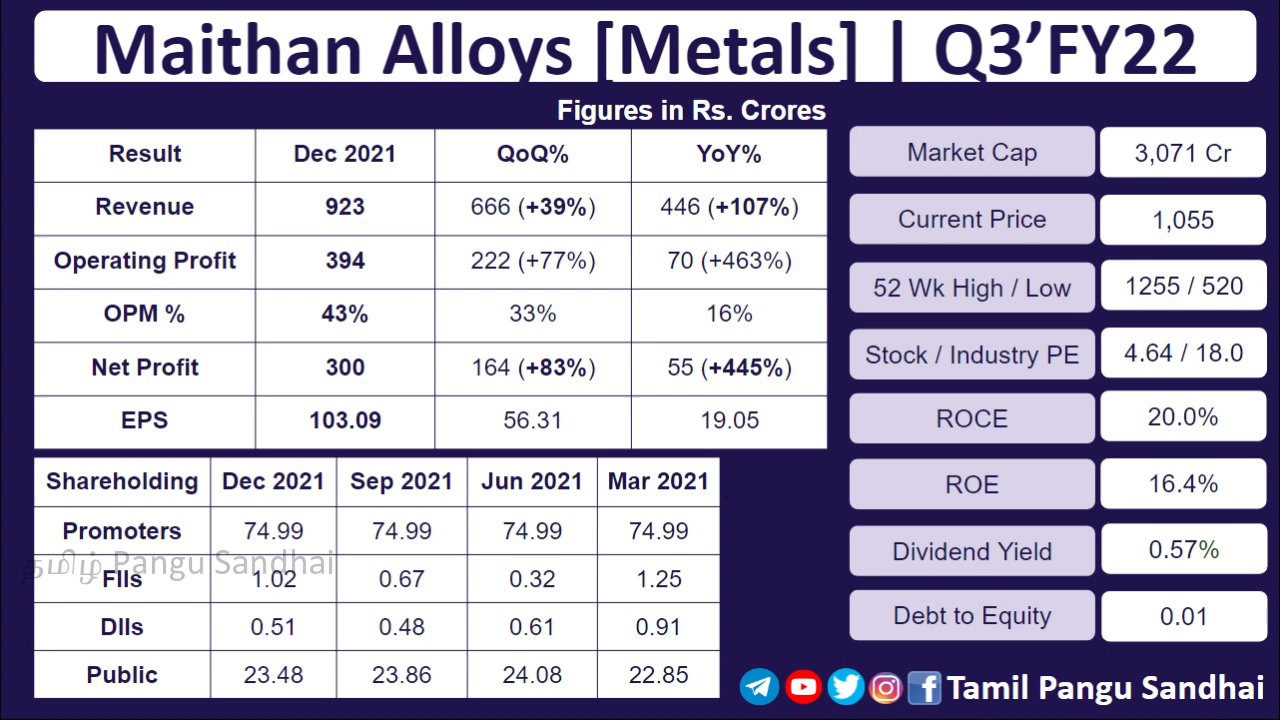 Maithan Alloys [Metals] | Q3’FY22
Figures in Rs. Crores
Result Dec 2021 QoQ% YoY%
Revenue 923 666 (+39%) 446 (+107%)
Operating Profit 394 222 (+77%) 70 (+463%)
OPM % 43% 33% 16%
Net Profit 300 164 (+83%) 55 (+445%)
EPS 103.09 56.31 19.05
Shareholding Dec 2021 Sep 2021 Jun 2021 Mar 2021
Promoters 74.99 74.99 74.99 74.99
தமிழ் Pangu Sandhai
FIIs 1.02 0.67 0.32 1.25
DIIs 0.51 0.48 0.61 0.91
Public 23.48 23.86 24.08 22.85
Market Cap 3,071 Cr
Current Price 1,055
52 Wk High / Low 1255 / 520
Stock / Industry PE 4.64 / 18.0
ROCE 20.0%
ROE 16.4%
Dividend Yield 0.57%
Debt to Equity 0.01
Tamil Pangu Sandhai